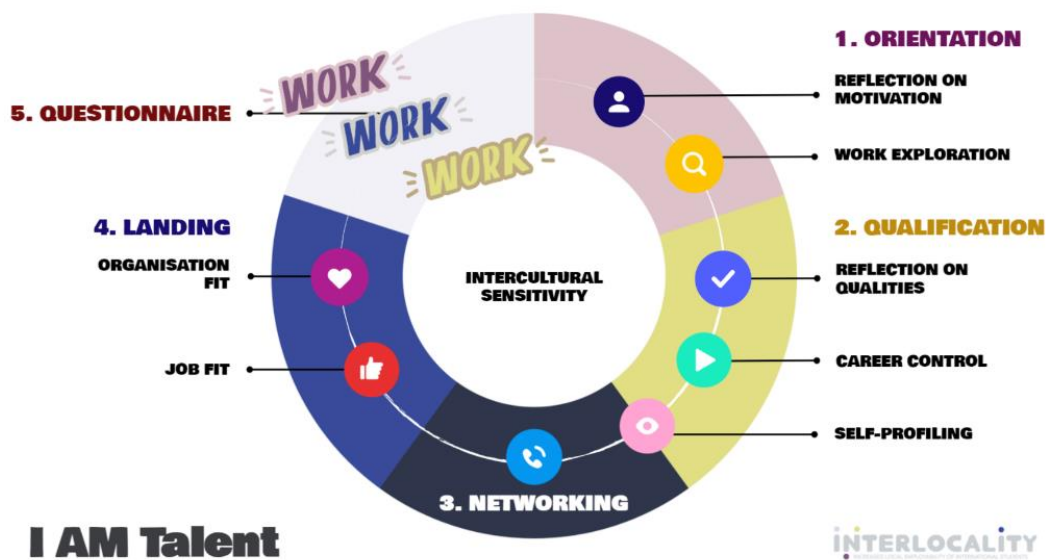 1. ORIENTATION
REFLECTION ON
MOTIVATION
WORK EXPLORATION
2. QUALIFICATION
REFLECTION ON
QUALITIES
CAREER CONTROL
SELF-PROFILING
3. NETWORKING
4. LANDING
ORGANISATION
FIT
JOB FIT
5. QUESTIONNAIRE
WORK
WORK
WORK
INTERCULTURAL
SENSITIVITY
I AM Talent
INTERLOCALITY